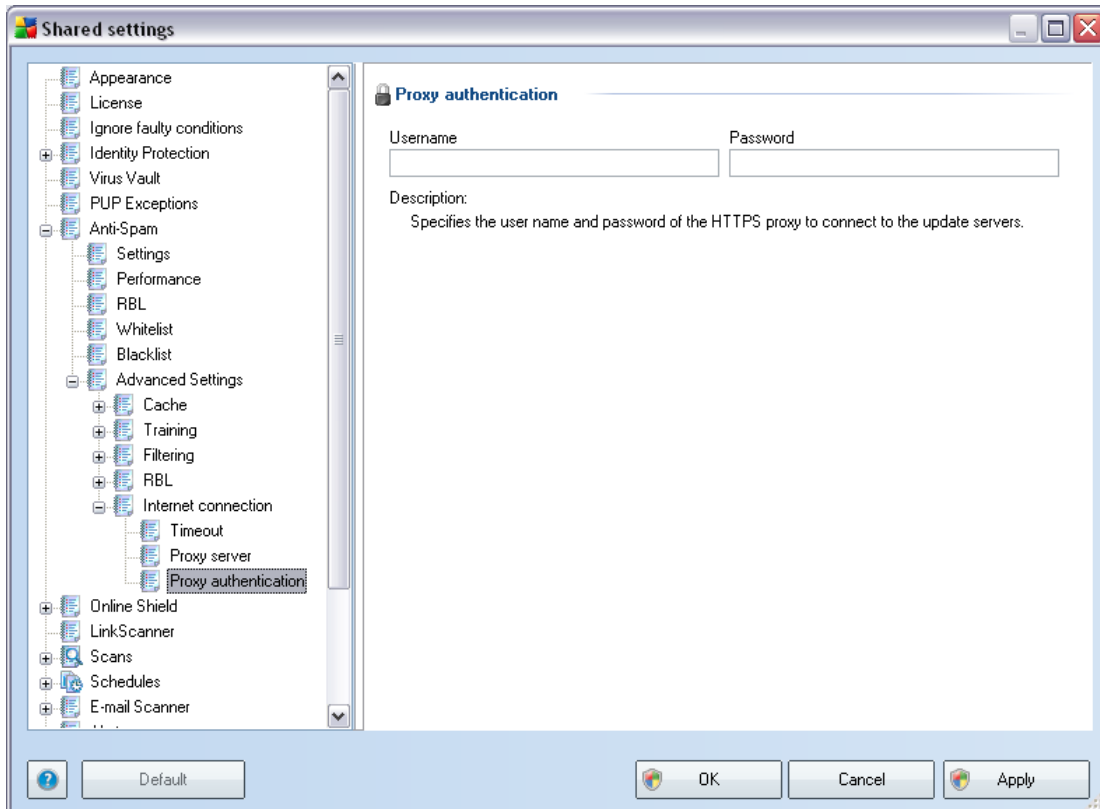 Shared settings
Appearance
License
Ignore faulty conditions
Identity Protection
Virus Vault
PUP Exceptions
Anti-Spam
Settings
Performance
RBL
Whitelist
Blacklist
Advanced Settings
Cache
Training
Filtering
RBL
Internet connection
Timeout
Proxy server
Proxy authentication
Online Shield
LinkScanner
Scans
Schedules
E-mail Scanner
Proxy authentication
Username Password
Description:
Specifies the user name and password of the HTTPS proxy to connect to the update servers.
? Default OK Cancel Apply